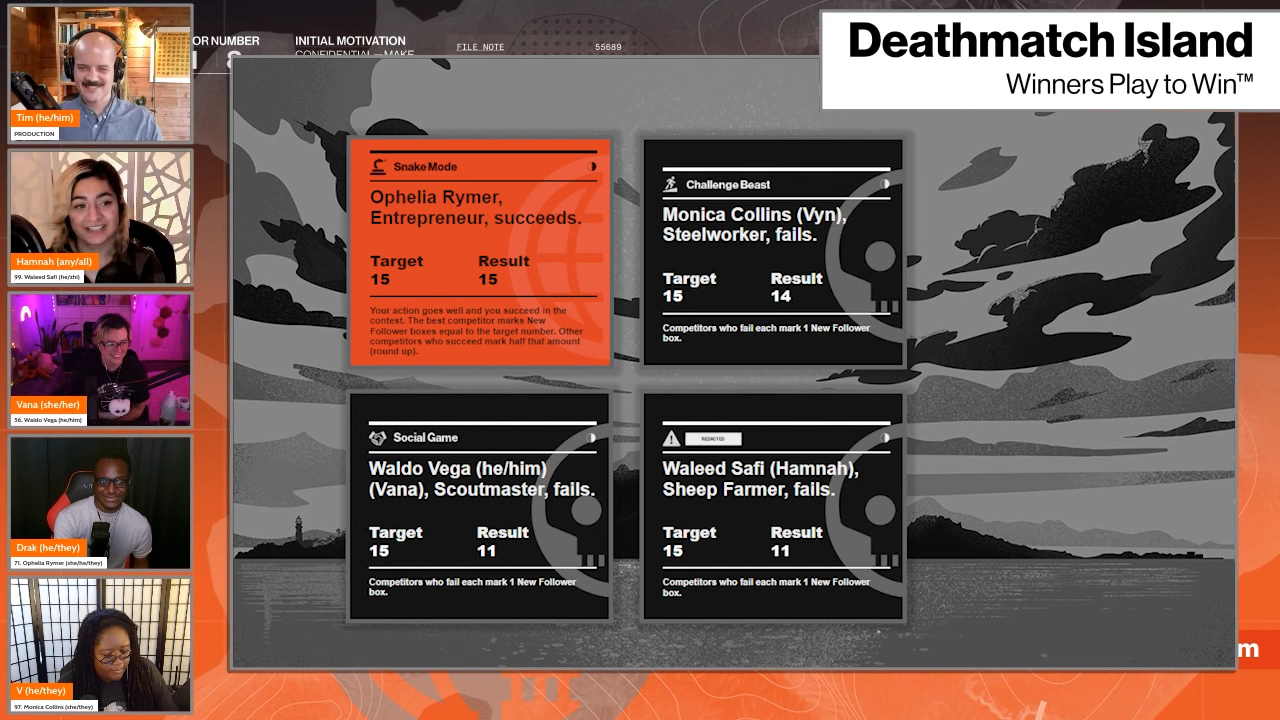 OR NUMBER
INITIAL MOTIVATION
CONFIDENTIAL – MAKE
FILE NOTE
55689
Deathmatch Island
Winners Play to Win™
Tim (he/him)
PRODUCTION
Hamnah (any/all)
99. Waleed Safi (he/zhi)
Vana (she/her)
56. Waldo Vega (he/him)
Drak (he/they)
71. Ophelia Rymer (she/he/they)
V (he/they)
97. Monica Collins (she/they)
Snake Mode
Ophelia Rymer,
Entrepreneur, succeeds.
Target
15
Result
15
Your action goes well and you succeed in the
contest. The best competitor marks New
Follower boxes equal to the target number. Other
competitors who succeed mark half that amount
(round up).
Challenge Beast
Monica Collins (Vyn),
Steelworker, fails.
Target
15
Result
14
Competitors who fail each mark 1 New Follower
box.
Social Game
Waldo Vega (he/him)
(Vana), Scoutmaster, fails.
Target
15
Result
11
Competitors who fail each mark 1 New Follower
box.
REDACTED
Waleed Safi (Hamnah),
Sheep Farmer, fails.
Target
15
Result
11
Competitors who fail each mark 1 New Follower
box.
m